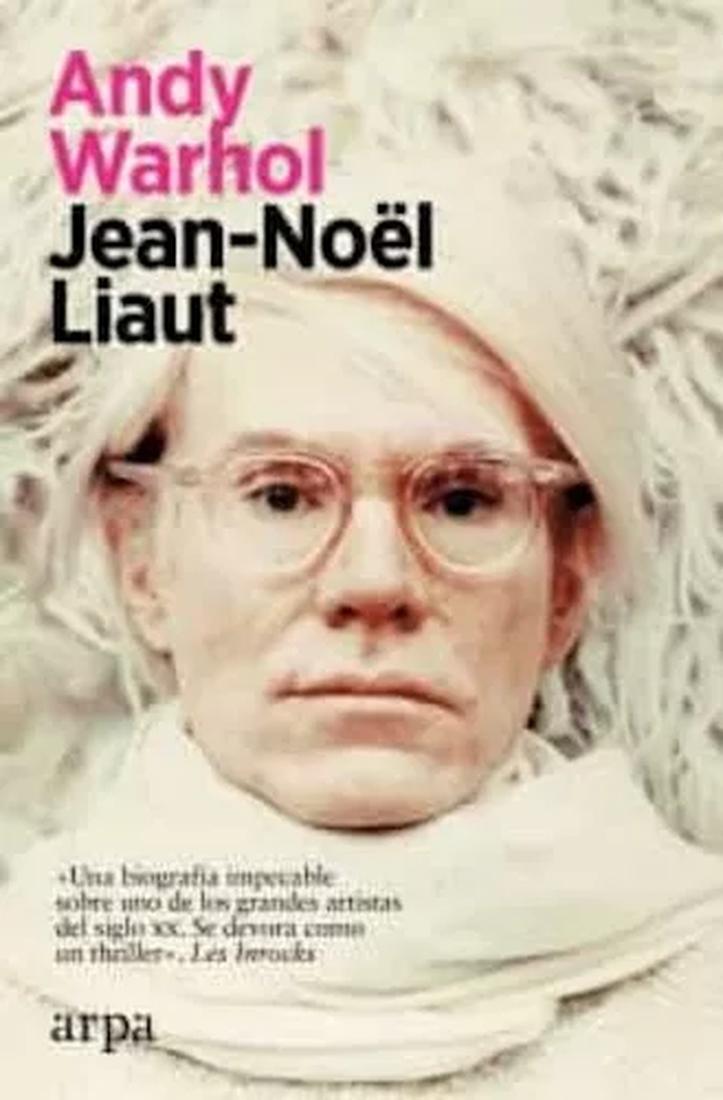 Andy
Warhol
Jean-Noël
Liaut
«Una biografía impecable
sobre uno de los grandes artistas
del siglo XX. Se devora como
un thriller». Les Inrocks
arpa